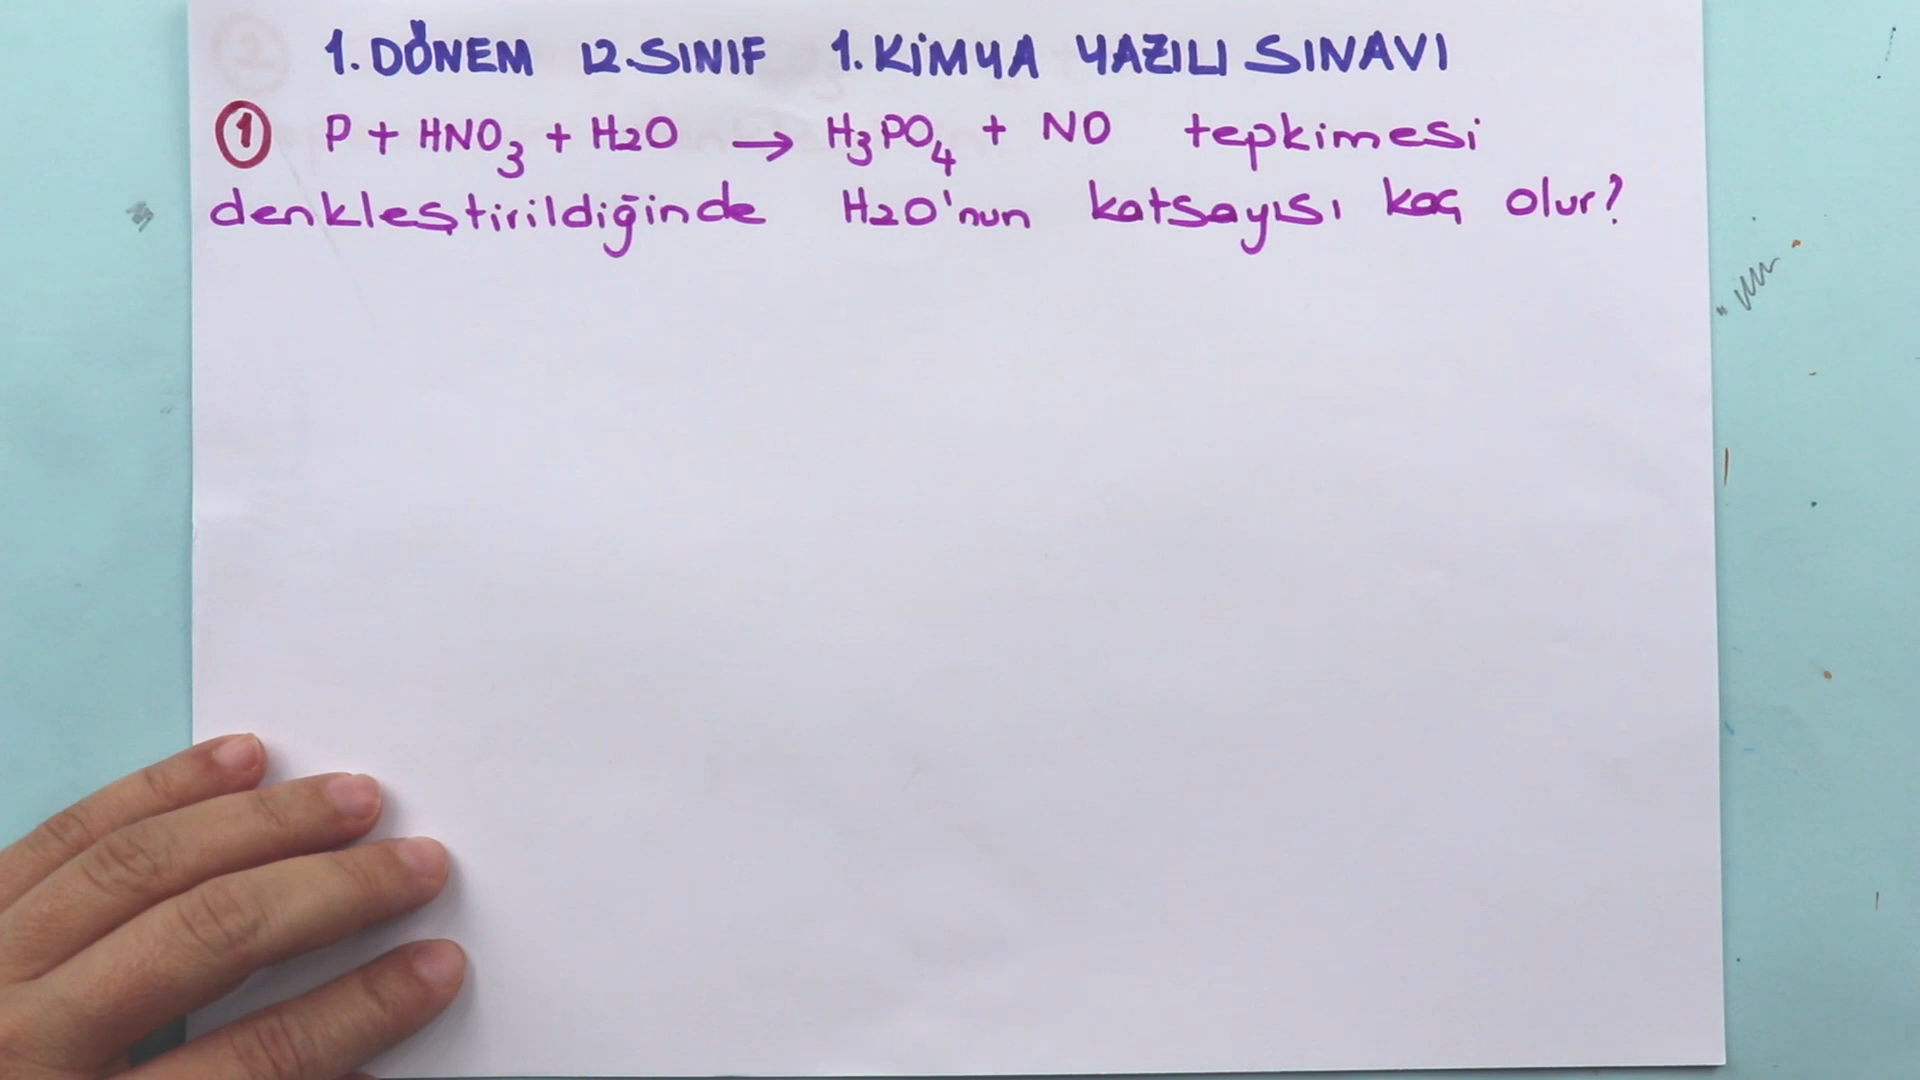 1. DÖNEM 12.SINIF 1. KİMYA YAZILI SINAVI
① P + HNO₃ + H₂O → H₃PO₄ + NO tepkimesi
denkleştirildiğinde H₂O'nun katsayısı kaç olur?